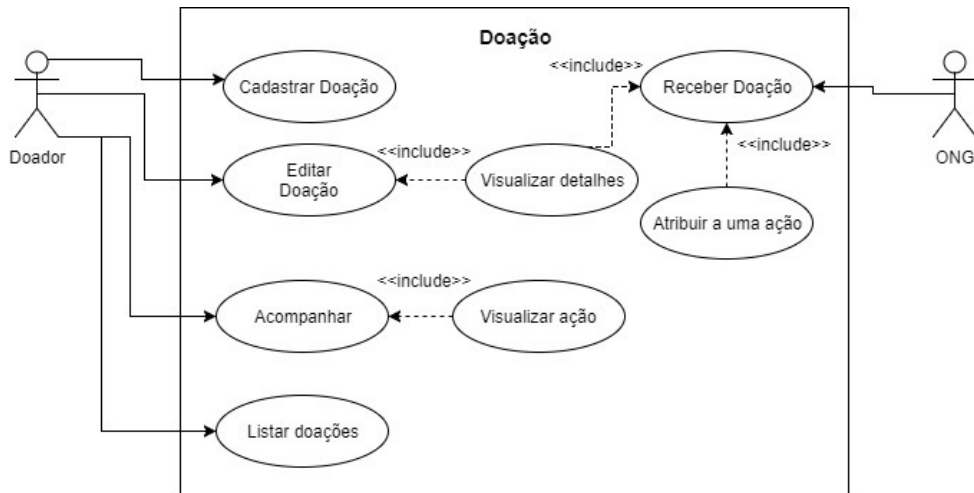 Doação
<<include>>
Cadastrar Doação
Receber Doação
<<include>>
<<include>>
Doador
ONG
Editar
Doação
Visualizar detalhes
Atribuir a uma ação
<<include>>
Acompanhar
Visualizar ação
Listar doações